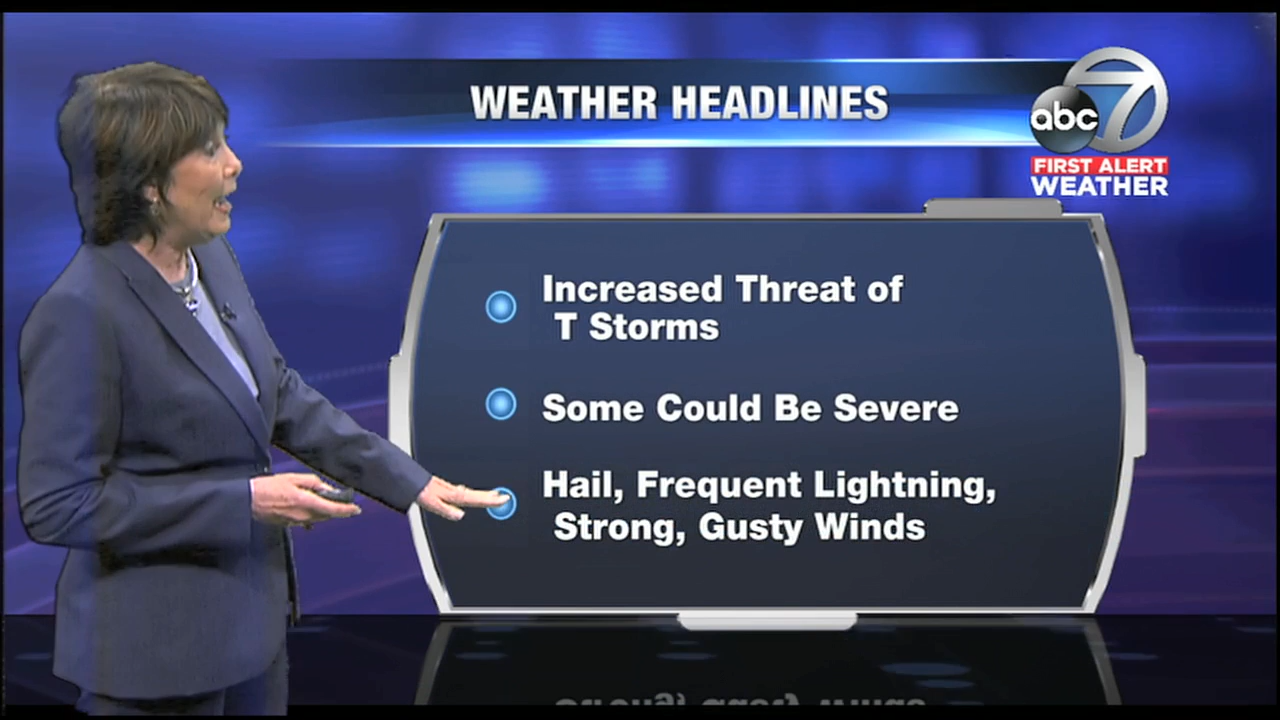 WEATHER HEADLINES
abc 7
FIRST ALERT
WEATHER
Increased Threat of
T Storms
Some Could Be Severe
Hail, Frequent Lightning,
Strong, Gusty Winds